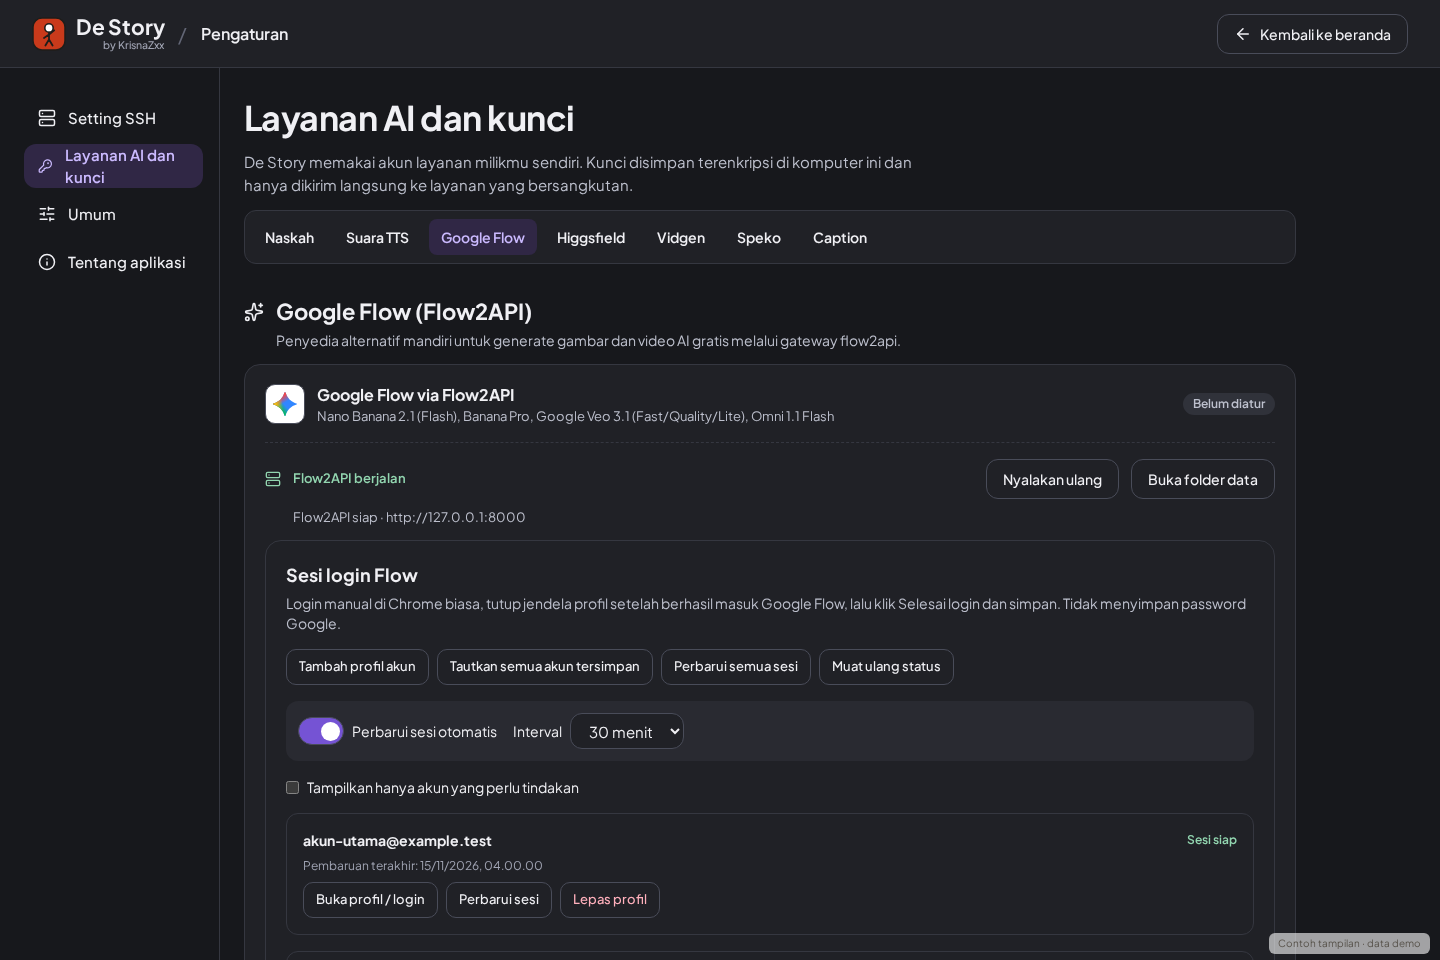 De Story
by KrisnaZxx
/
Pengaturan
Kembali ke beranda
Setting SSH
Layanan AI dan
kunci
Umum
Tentang aplikasi
Layanan AI dan kunci
De Story memakai akun layanan milikmu sendiri. Kunci disimpan terenkripsi di komputer ini dan
hanya dikirim langsung ke layanan yang bersangkutan.
Naskah
Suara TTS
Google Flow
Higgsfield
Vidgen
Speko
Caption
Google Flow (Flow2API)
Penyedia alternatif mandiri untuk generate gambar dan video AI gratis melalui gateway flow2api.
Google Flow via Flow2API
Nano Banana 2.1 (Flash), Banana Pro, Google Veo 3.1 (Fast/Quality/Lite), Omni 1.1 Flash
Belum diatur
Flow2API berjalan
Nyalakan ulang
Buka folder data
Flow2API siap · http://127.0.0.1:8000
Sesi login Flow
Login manual di Chrome biasa, tutup jendela profil setelah berhasil masuk Google Flow, lalu klik Selesai login dan simpan. Tidak menyimpan password
Google.
Tambah profil akun
Tautkan semua akun tersimpan
Perbarui semua sesi
Muat ulang status
Perbarui sesi otomatis
Interval
30 menit
Tampilkan hanya akun yang perlu tindakan
akun-utama@example.test
Sesi siap
Pembaruan terakhir: 15/11/2026, 04.00.00
Buka profil / login
Perbarui sesi
Lepas profil
Contoh tampilan · data demo